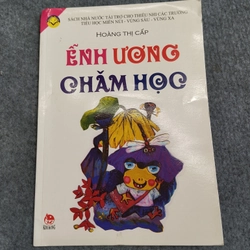 SÁCH NHÀ NƯỚC TÀI TRỢ CHO THIẾU NHI CÁC TRƯỜNG
TIỂU HỌC MIỀN NÚI - VÙNG SÂU - VÙNG XA
HOÀNG THỊ CẤP
ỄNH ƯƠNG
CHĂM HỌC